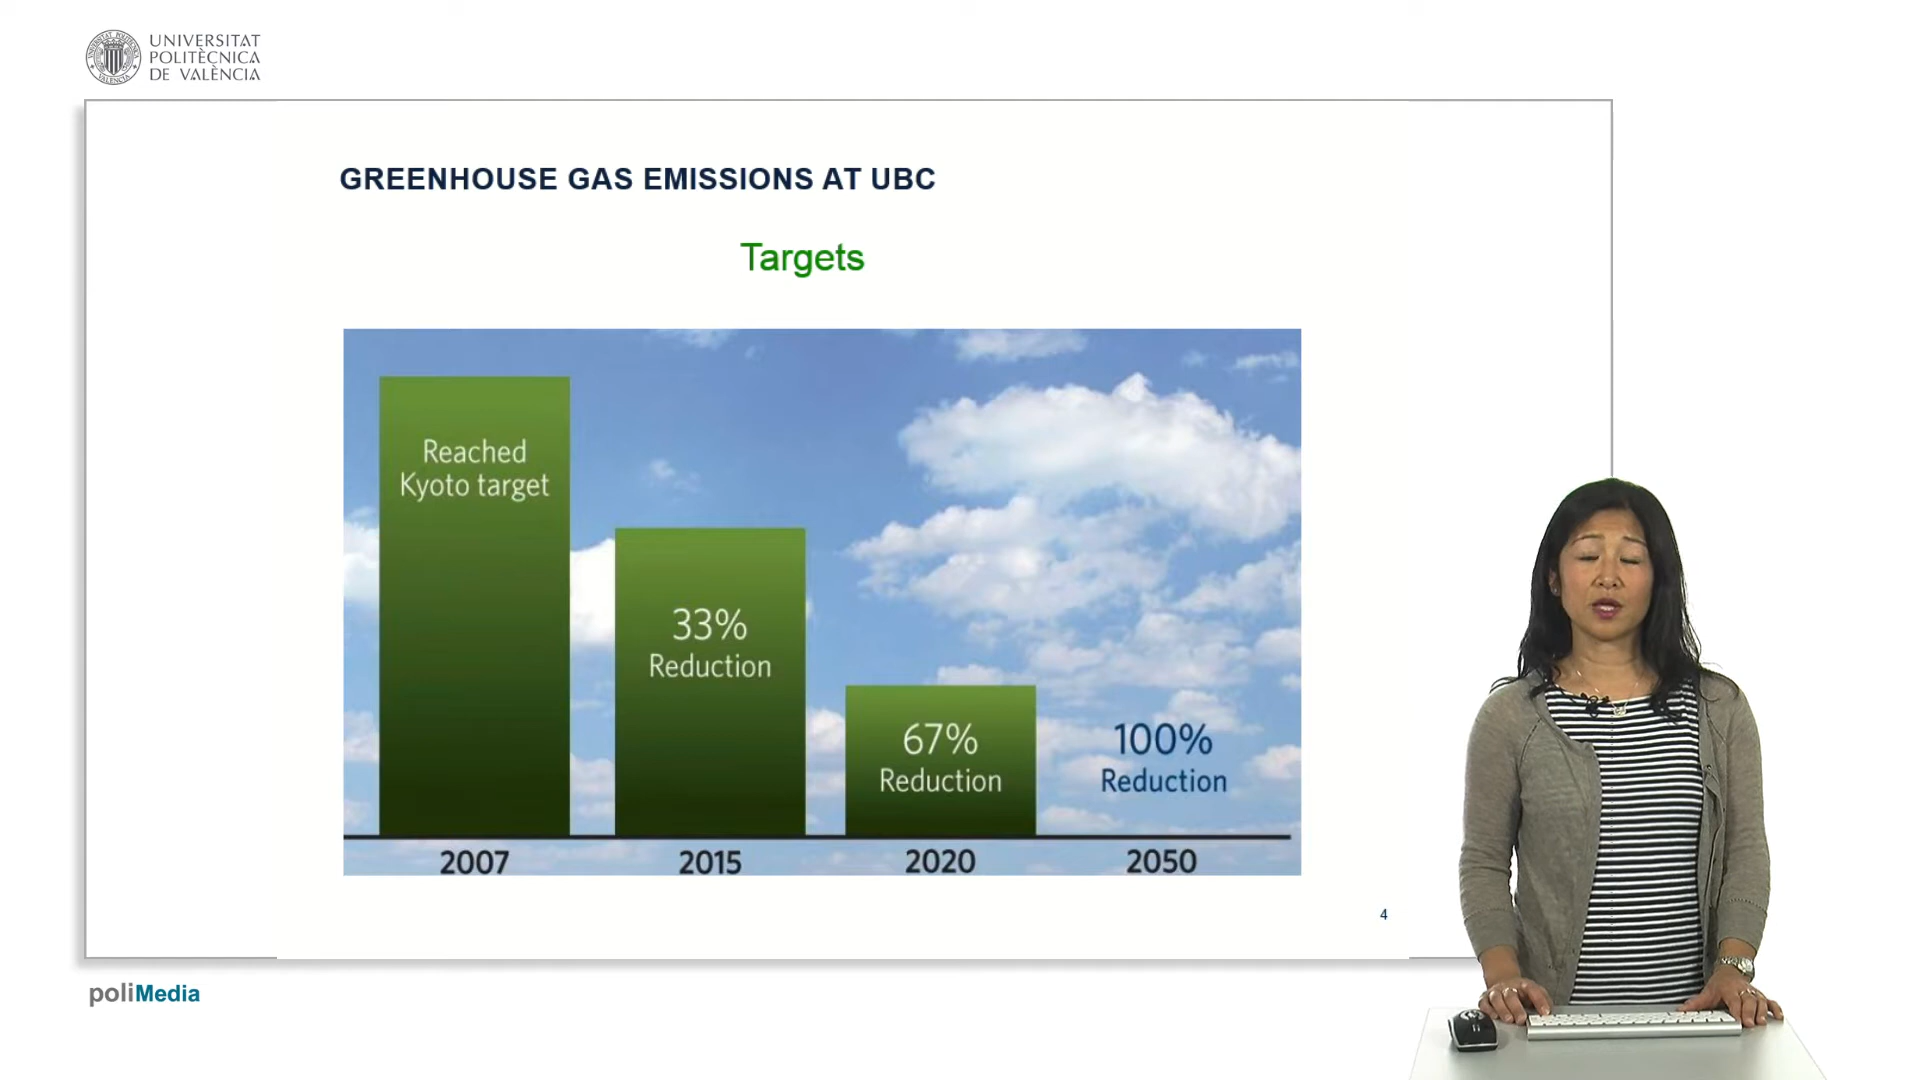 UNIVERSITAT
POLITÈCNICA
DE VALÈNCIA
GREENHOUSE GAS EMISSIONS AT UBC
Targets
Reached
Kyoto target
33%
Reduction
67%
Reduction
100%
Reduction
2007 2015 2020 2050
4
poliMedia